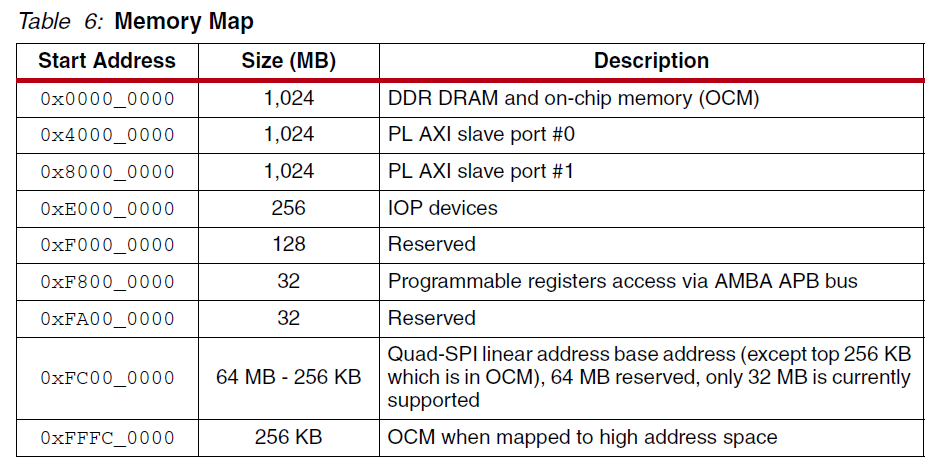 Table 6: Memory Map
Start Address Size (MB) Description
0x0000_0000 1,024 DDR DRAM and on-chip memory (OCM)
0x4000_0000 1,024 PL AXI slave port #0
0x8000_0000 1,024 PL AXI slave port #1
0xE000_0000 256 IOP devices
0xF000_0000 128 Reserved
0xF800_0000 32 Programmable registers access via AMBA APB bus
0xFA00_0000 32 Reserved
0xFC00_0000 64 MB - 256 KB Quad-SPI linear address base address (except top 256 KB
which is in OCM), 64 MB reserved, only 32 MB is currently
supported
0xFFFC_0000 256 KB OCM when mapped to high address space